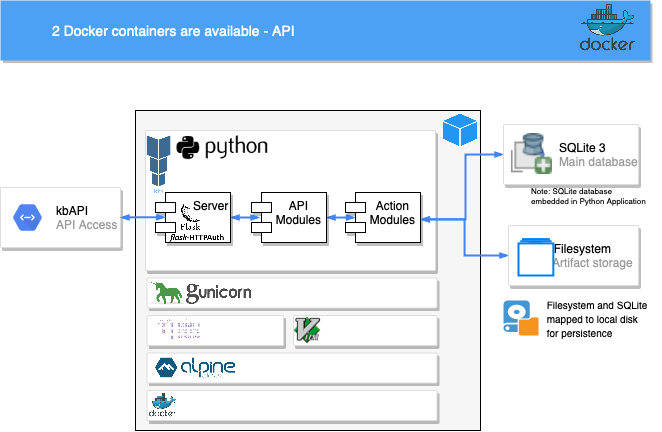 2 Docker containers are available - API
docker
python
SQLite 3
Main database
Note: SQLite database
embedded in Python Application
kbAPI
API Access
Server
Flask
flask-HTTPAuth
API
Modules
Action
Modules
Filesystem
Artifact storage
gunicorn
Filesystem and SQLite
mapped to local disk
for persistence
Vim
alpine
docker